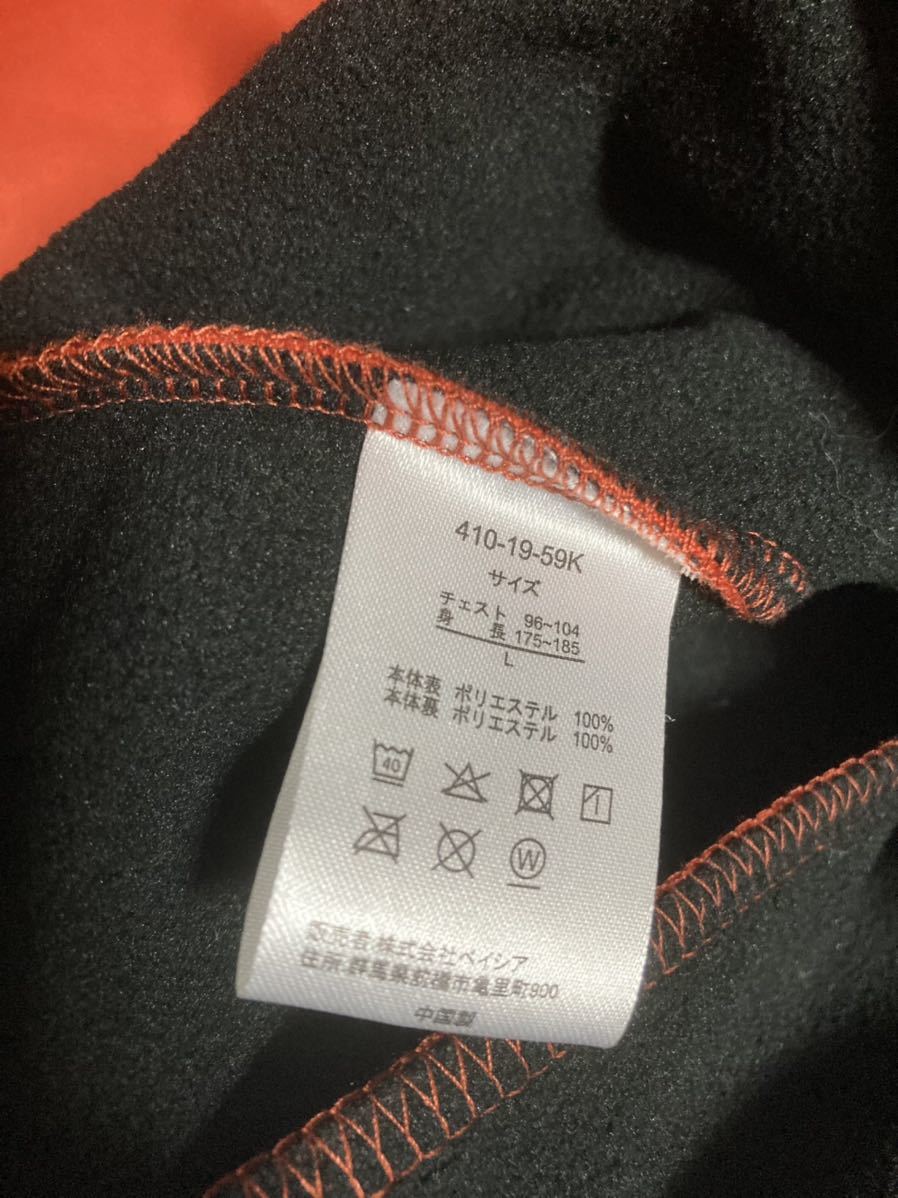 410-19-59K
サイズ
チェスト 96~104
身 長 175~185
L
本体表 ポリエステル 100%
本体裏 ポリエステル 100%
40
W
販売者 株式会社ベイシア
住所 群馬県前橋市亀里町900
中国製